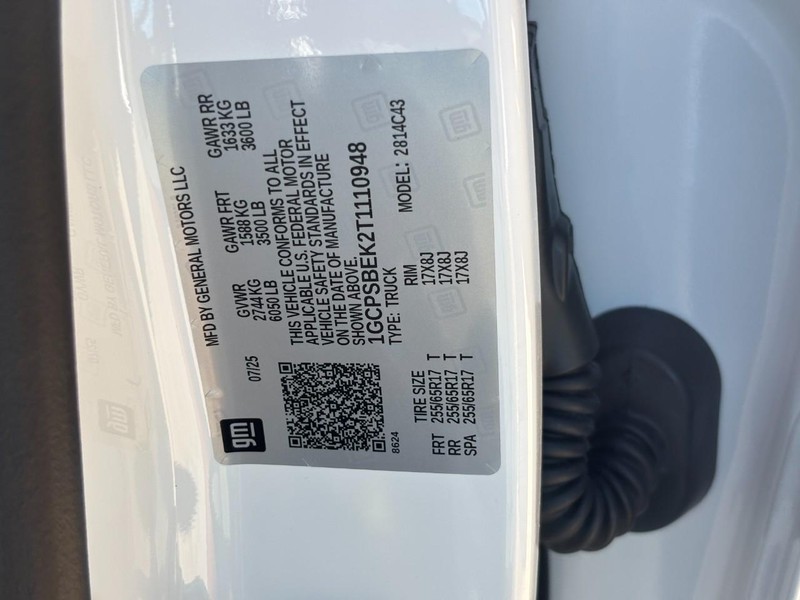 gm
07/25
MFD BY GENERAL MOTORS LLC
GVWR GAWR FRT GAWR RR
2744 KG 1588 KG 1633 KG
6050 LB 3500 LB 3600 LB
THIS VEHICLE CONFORMS TO ALL
APPLICABLE U.S. FEDERAL MOTOR
VEHICLE SAFETY STANDARDS IN EFFECT
ON THE DATE OF MANUFACTURE
SHOWN ABOVE.
1GCPSBEK2T1110948
TYPE: TRUCK MODEL: 2814C43
8624
TIRE SIZE RIM
FRT 255/65R17 T 17X8J
RR 255/65R17 T 17X8J
SPA 255/65R17 T 17X8J